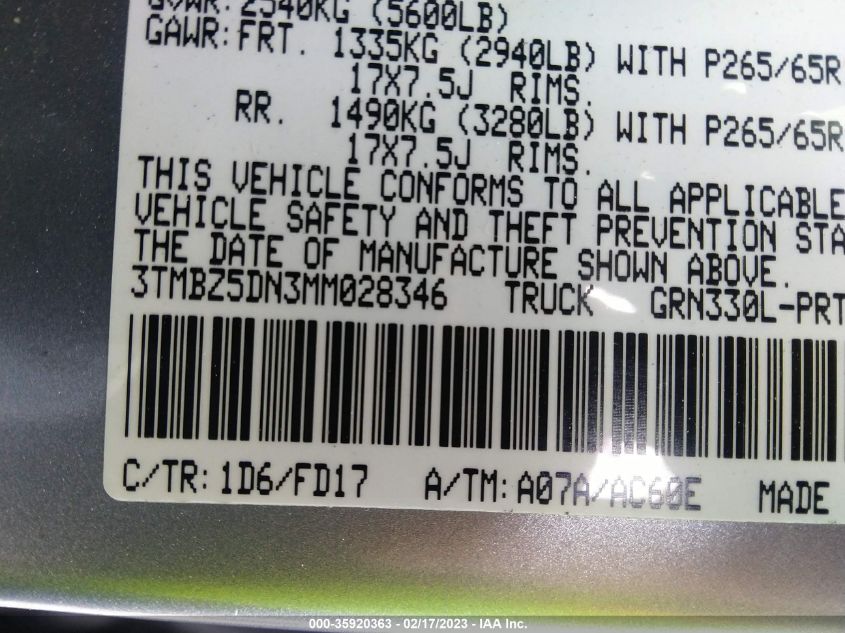 GVWR: 2540KG (5600LB)
GAWR: FRT. 1335KG (2940LB) WITH P265/65R
17X7.5J RIMS.
RR. 1490KG (3280LB) WITH P265/65R
17X7.5J RIMS.
THIS VEHICLE CONFORMS TO ALL APPLICABLE
VEHICLE SAFETY AND THEFT PREVENTION STA
THE DATE OF MANUFACTURE SHOWN ABOVE.
3TMBZ5DN3MM028346 TRUCK GRN330L-PRT
C/TR: 1D6/FD17 A/TM: A07A/AC60E MADE
000-35920363 - 02/17/2023 - IAA Inc.